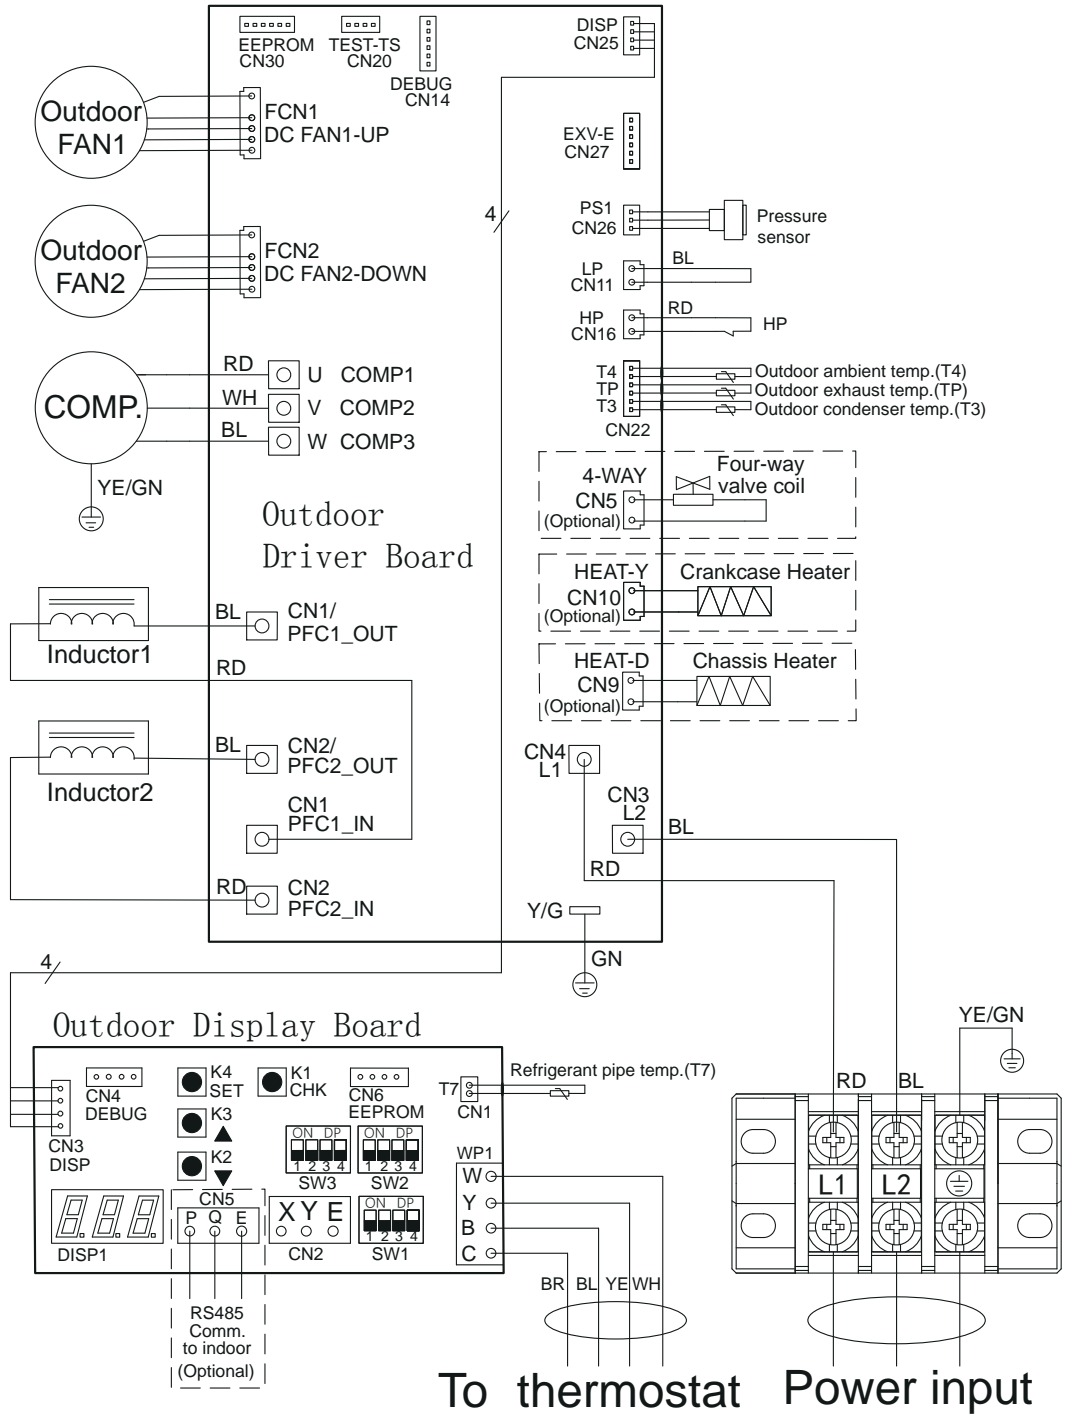 EEPROM
CN30
TEST-TS
CN20
DEBUG
CN14
DISP
CN25
Outdoor
FAN1
FCN1
DC FAN1-UP
EXV-E
CN27
4
PS1
CN26
Pressure
sensor
Outdoor
FAN2
FCN2
DC FAN2-DOWN
LP
CN11
BL
HP
CN16
RD
HP
COMP.
RD
U COMP1
WH
V COMP2
BL
W COMP3
YE/GN
T4
TP
T3
CN22
Outdoor ambient temp.(T4)
Outdoor exhaust temp.(TP)
Outdoor condenser temp.(T3)
4-WAY
CN5
(Optional)
Four-way
valve coil
Outdoor
Driver Board
HEAT-Y
CN10
(Optional)
Crankcase Heater
Inductor1
BL
CN1/
PFC1_OUT
RD
HEAT-D
CN9
(Optional)
Chassis Heater
Inductor2
BL
CN2/
PFC2_OUT
CN1
PFC1_IN
RD
CN2
PFC2_IN
CN4
L1
CN3
L2
BL
RD
Y/G
GN
4
Outdoor Display Board
CN4
DEBUG
K4
SET
K1
CHK
CN6
EEPROM
T7
CN1
Refrigerant pipe temp.(T7)
CN3
DISP
K3
K2
ON DP
1 2 3 4
SW3
ON DP
1 2 3 4
SW2
WP1
W
Y
B
C
8.8.8.
DISP1
CN5
P Q E
X Y E
CN2
ON DP
1 2 3 4
SW1
RS485
Comm.
to indoor
(Optional)
BR BL YE WH
To thermostat
YE/GN
RD BL
L1 L2
Power input